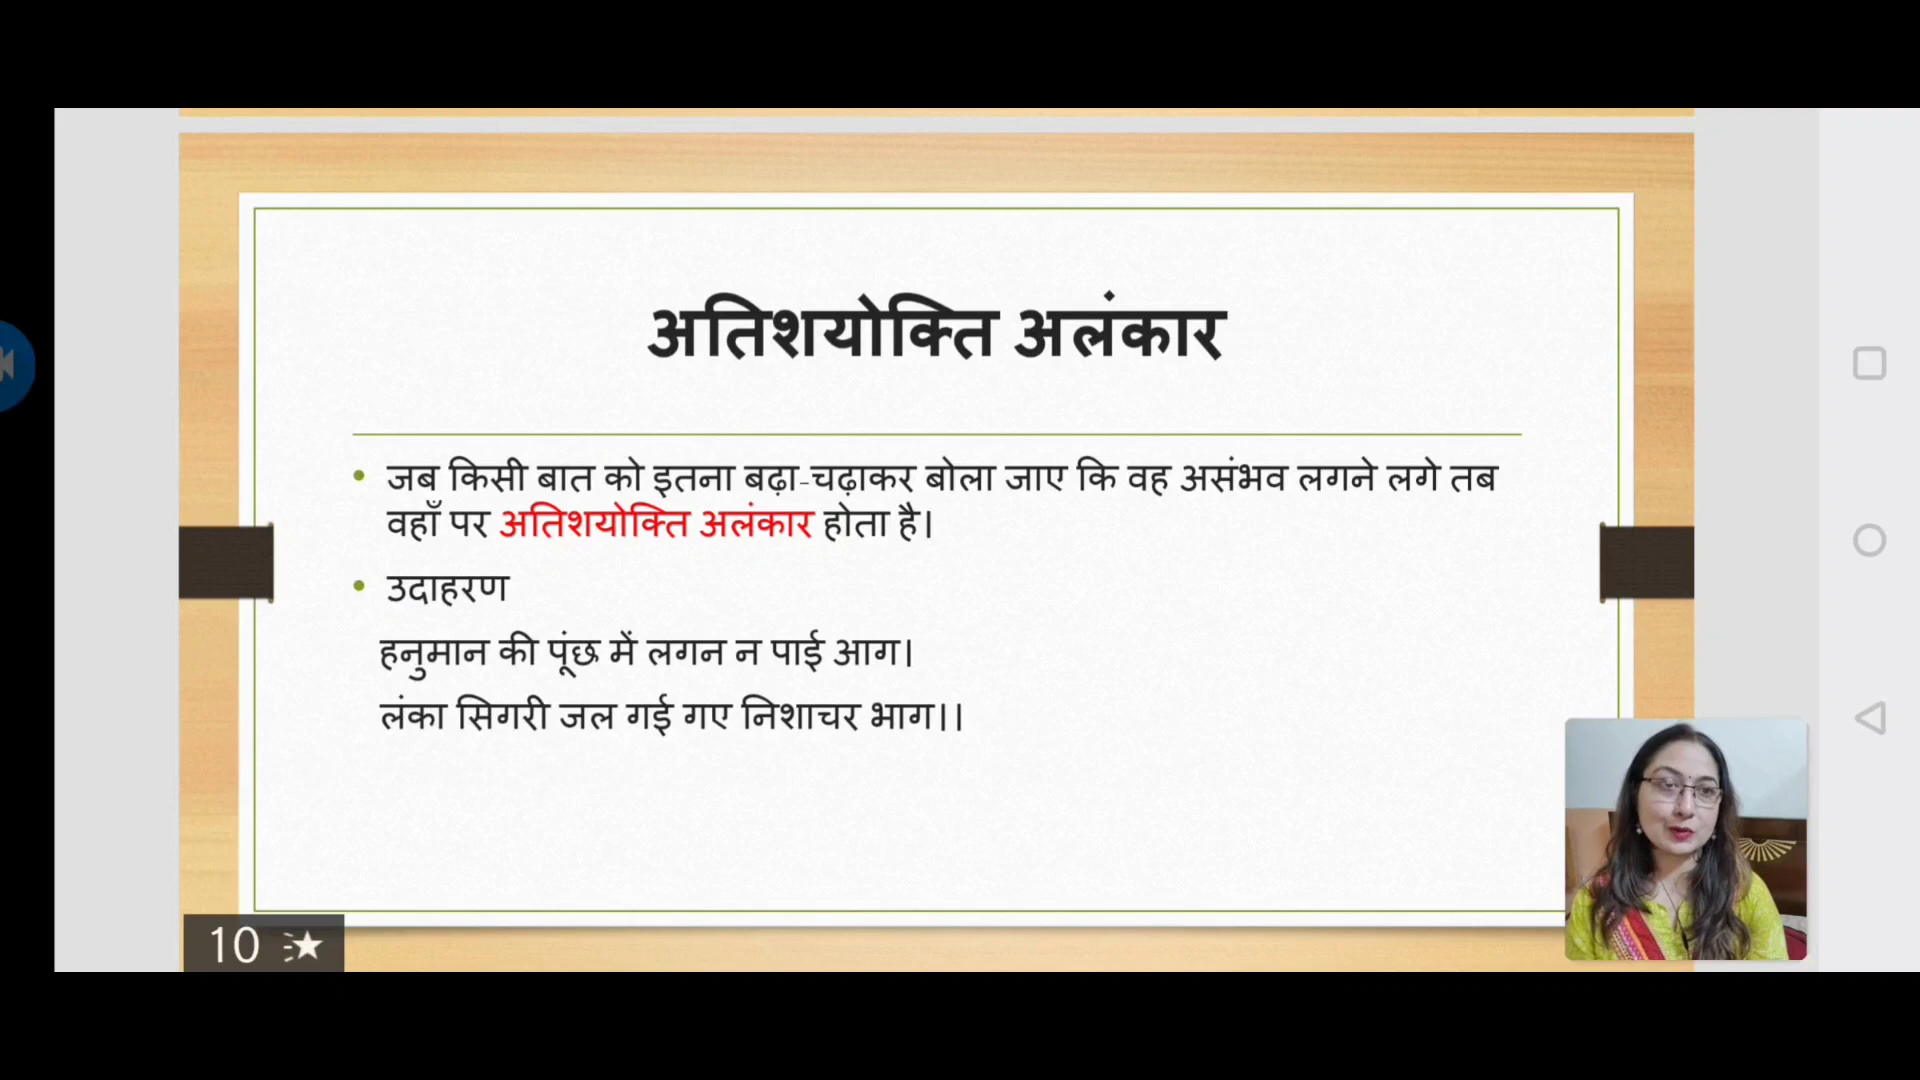 अतिशयोक्ति अलंकार
• जब किसी बात को इतना बढ़ा-चढ़ाकर बोला जाए कि वह असंभव लगने लगे तब
वहाँ पर अतिशयोक्ति अलंकार होता है।
• उदाहरण
हनुमान की पूंछ में लगन न पाई आग।
लंका सिगरी जल गई गए निशाचर भाग।।
10